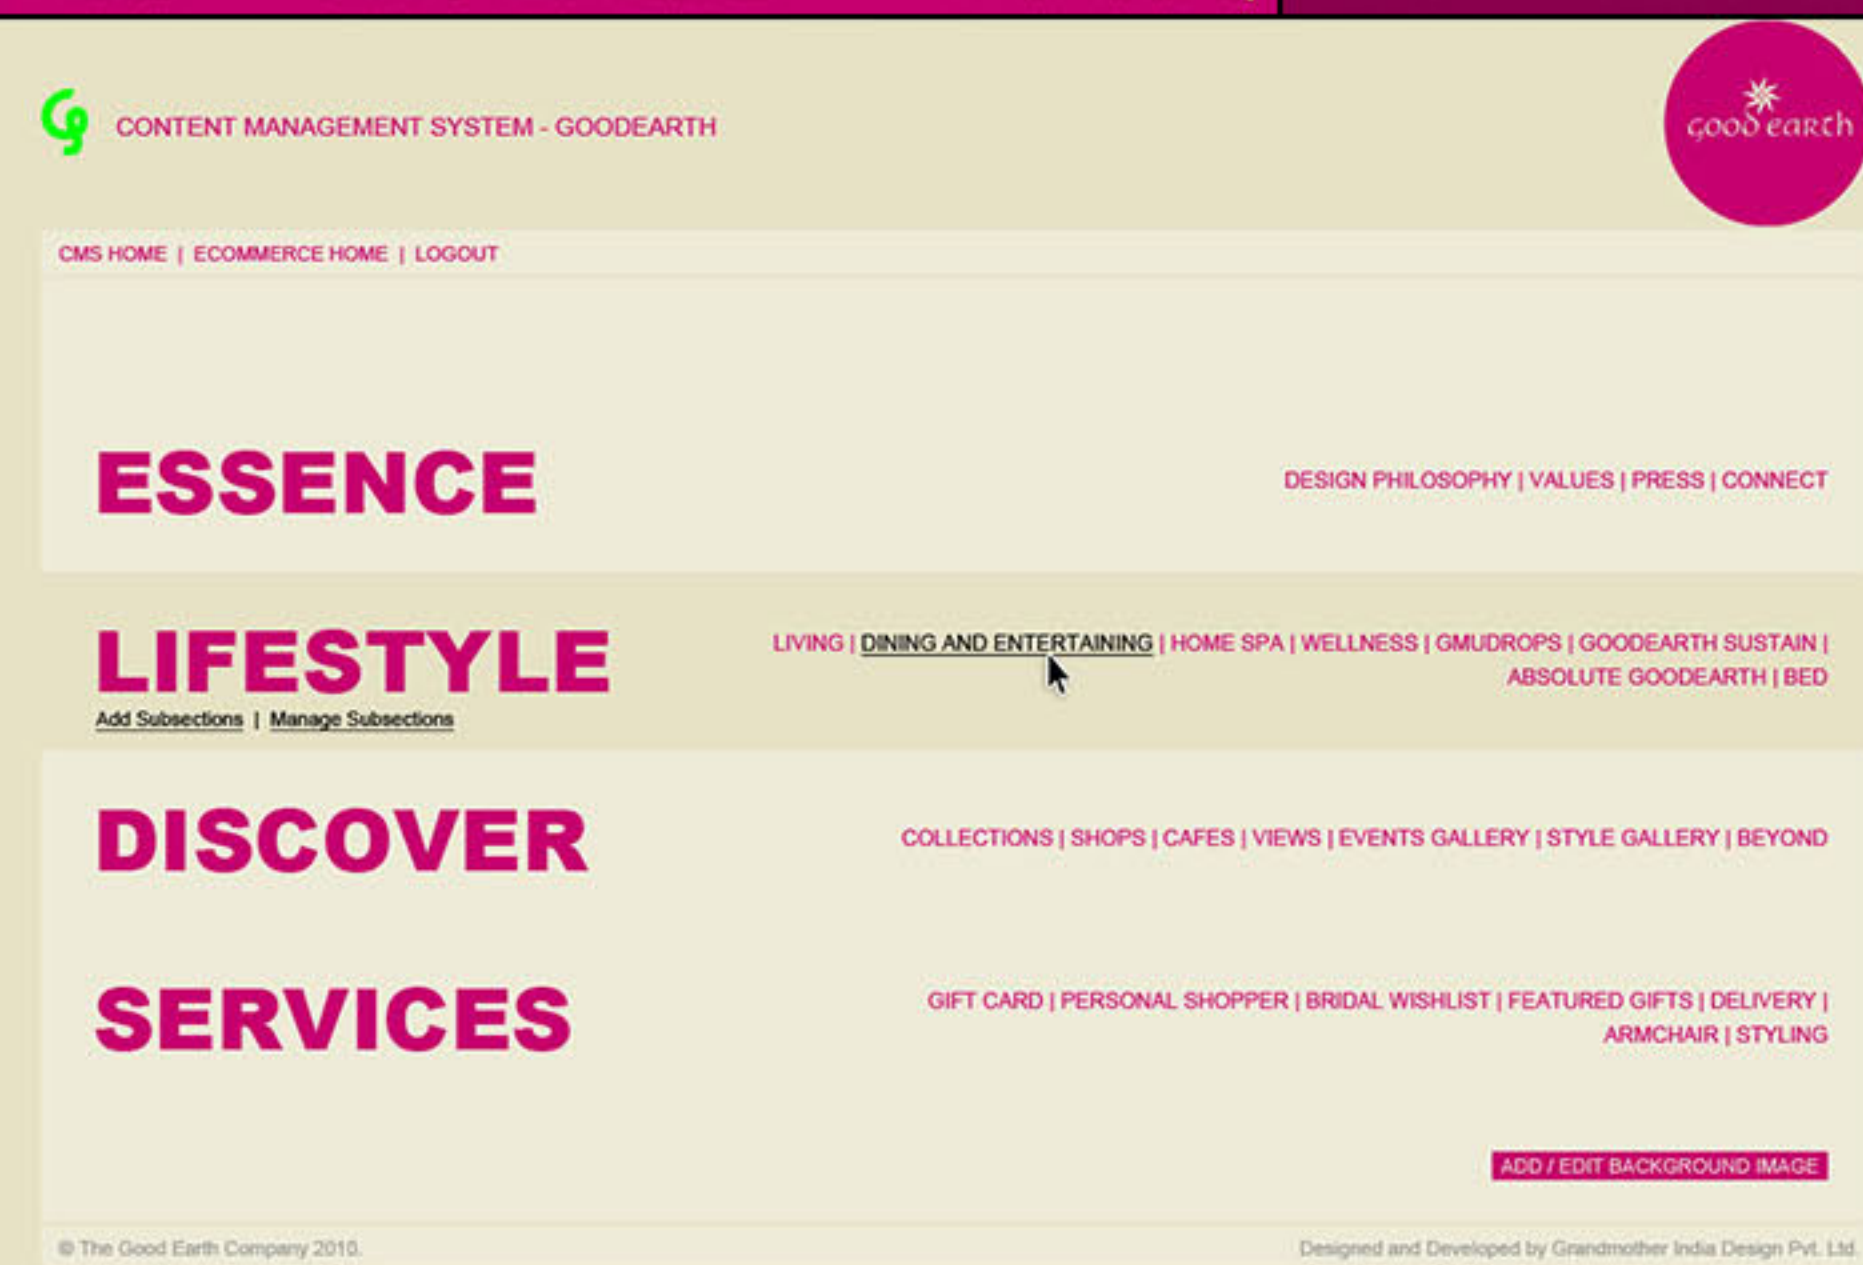 CONTENT MANAGEMENT SYSTEM - GOODEARTH
good earth
CMS HOME | ECOMMERCE HOME | LOGOUT
ESSENCE
DESIGN PHILOSOPHY | VALUES | PRESS | CONNECT
LIFESTYLE
LIVING | DINING AND ENTERTAINING | HOME SPA | WELLNESS | GMUDROPS | GOODEARTH SUSTAIN |
ABSOLUTE GOODEARTH | BED
Add Subsections | Manage Subsections
DISCOVER
COLLECTIONS | SHOPS | CAFES | VIEWS | EVENTS GALLERY | STYLE GALLERY | BEYOND
SERVICES
GIFT CARD | PERSONAL SHOPPER | BRIDAL WISHLIST | FEATURED GIFTS | DELIVERY |
ARMCHAIR | STYLING
ADD / EDIT BACKGROUND IMAGE
© The Good Earth Company 2010.
Designed and Developed by Grandmother India Design Pvt. Ltd.